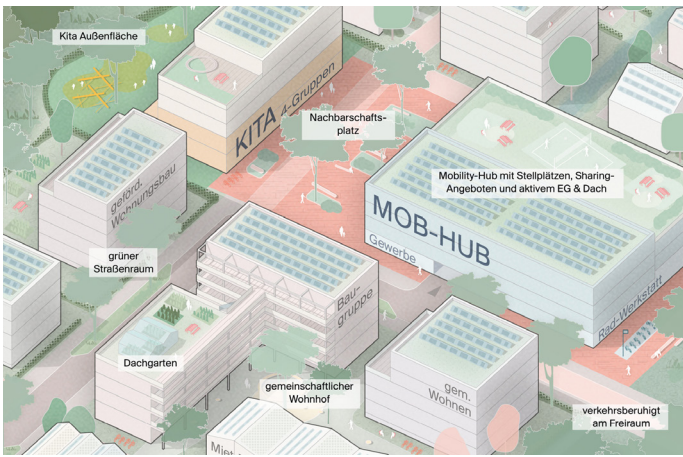 Kita Außenfläche
KITA 4-Gruppen
Nachbarschafts-
platz
Mobility-Hub mit Stellplätzen, Sharing-
Angeboten und aktivem EG & Dach
geförd.
Wohnungsbau
MOB-HUB
Gewerbe
Rad-Werkstatt
grüner
Straßenraum
Bau-
gruppe
Dachgarten
gemeinschaftlicher
Wohnhof
gem.
Wohnen
verkehrsberuhigt
am Freiraum